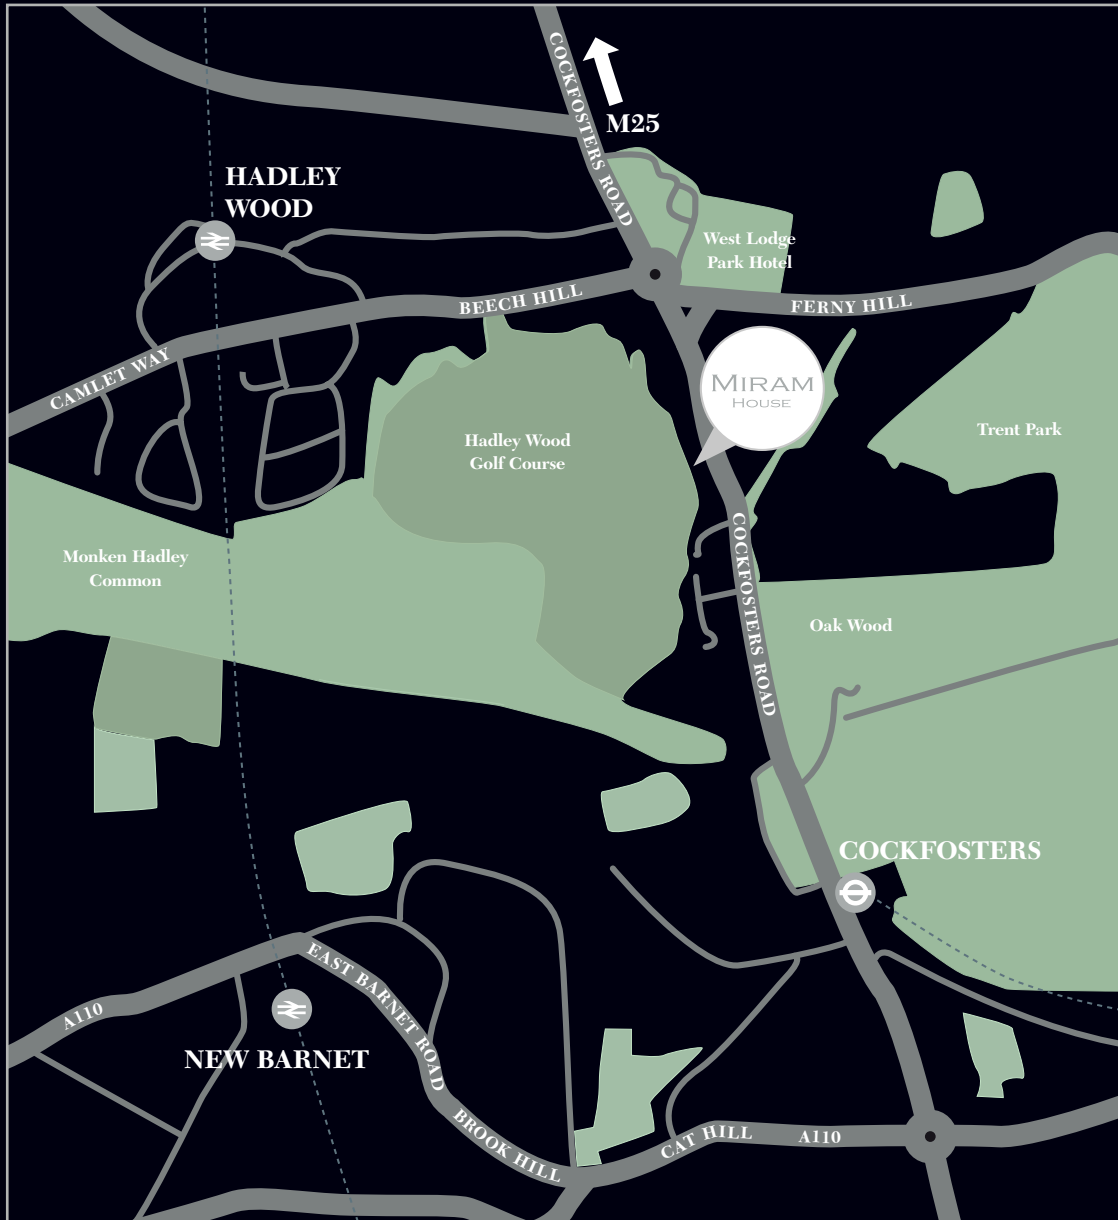 COCKFOSTERS ROAD
M25
HADLEY
WOOD
West Lodge
Park Hotel
BEECH HILL
FERNY HILL
CAMLET WAY
MIRAM
HOUSE
Hadley Wood
Golf Course
Trent Park
Monken Hadley
Common
COCKFOSTERS ROAD
Oak Wood
COCKFOSTERS
EAST BARNET ROAD
A110
NEW BARNET
BROOK HILL
CAT HILL
A110